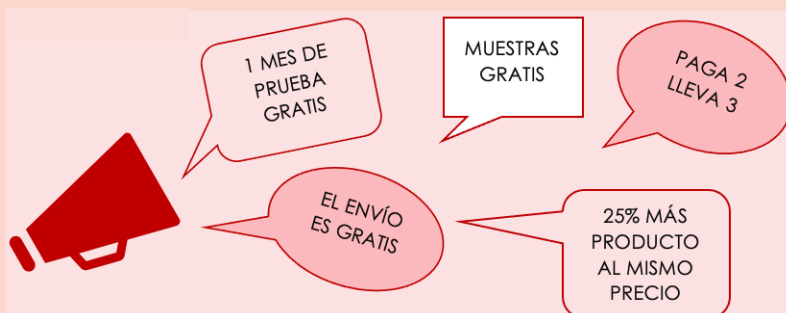 1 MES DE
PRUEBA
GRATIS
MUESTRAS
GRATIS
PAGA 2
LLEVA 3
EL ENVÍO
ES GRATIS
25% MÁS
PRODUCTO
AL MISMO
PRECIO